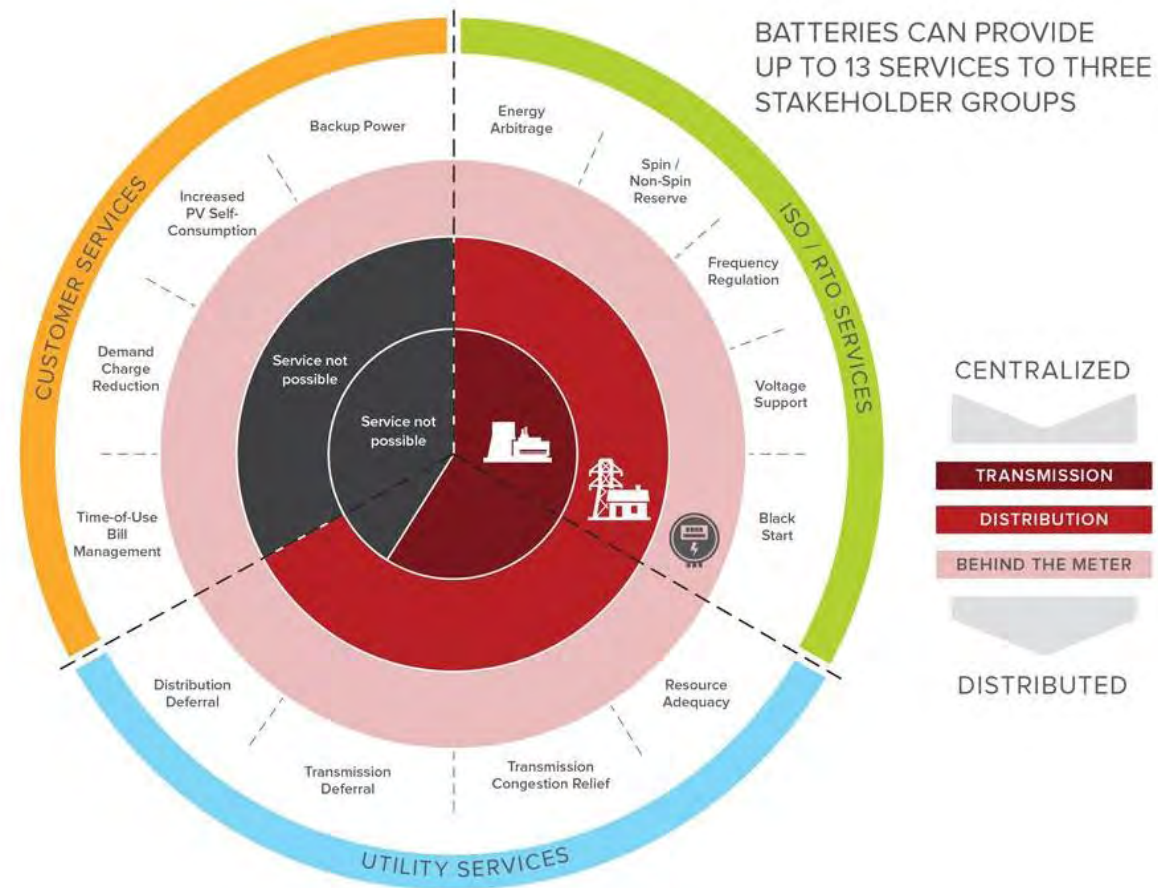 BATTERIES CAN PROVIDE
UP TO 13 SERVICES TO THREE
STAKEHOLDER GROUPS
CUSTOMER SERVICES
ISO / RTO SERVICES
UTILITY SERVICES
Backup Power
Increased
PV Self-
Consumption
Demand
Charge
Reduction
Time-of-Use
Bill
Management
Energy
Arbitrage
Spin /
Non-Spin
Reserve
Frequency
Regulation
Voltage
Support
Black
Start
Resource
Adequacy
Transmission
Congestion Relief
Transmission
Deferral
Distribution
Deferral
Service not
possible
Service not
possible
CENTRALIZED
TRANSMISSION
DISTRIBUTION
BEHIND THE METER
DISTRIBUTED